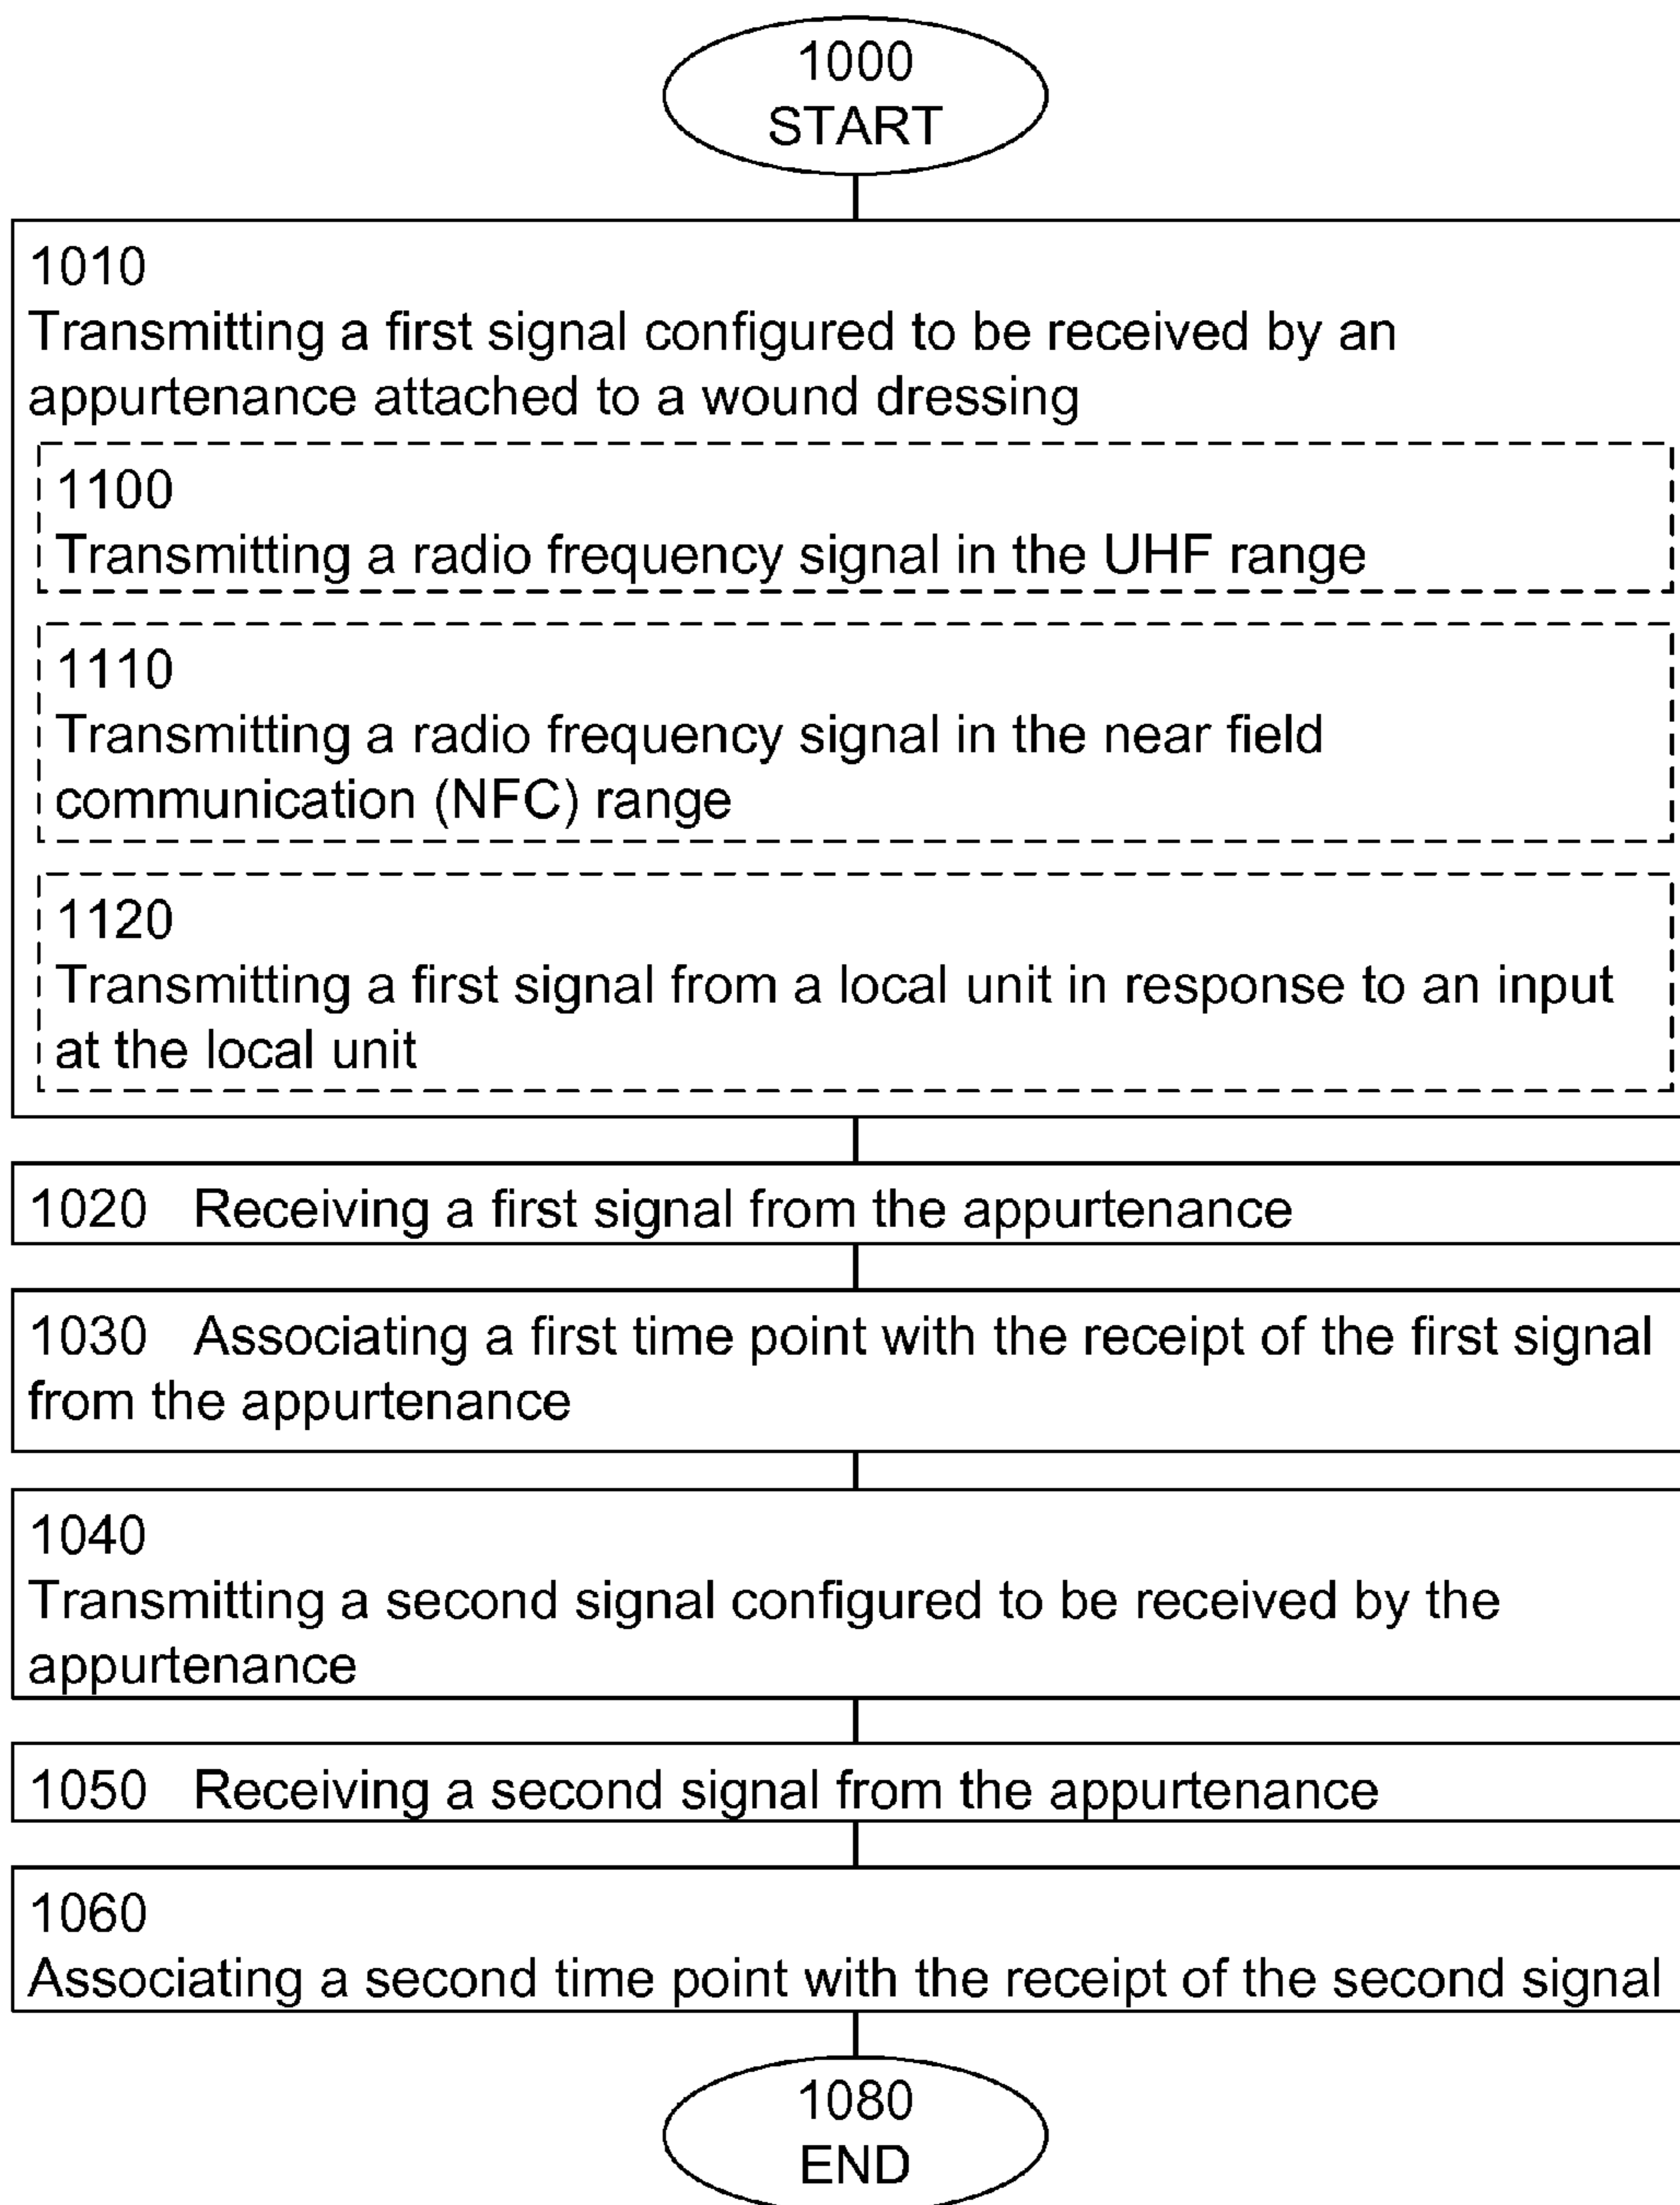 1000
START
1010
Transmitting a first signal configured to be received by an
appurtenance attached to a wound dressing
1100
Transmitting a radio frequency signal in the UHF range
1110
Transmitting a radio frequency signal in the near field
communication (NFC) range
1120
Transmitting a first signal from a local unit in response to an input
at the local unit
1020 Receiving a first signal from the appurtenance
1030 Associating a first time point with the receipt of the first signal
from the appurtenance
1040
Transmitting a second signal configured to be received by the
appurtenance
1050 Receiving a second signal from the appurtenance
1060
Associating a second time point with the receipt of the second signal
1080
END